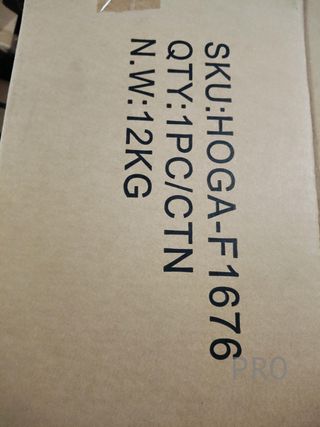 SKU:HOGA-F1676
QTY:1PC/CTN
N.W:12KG
PRO